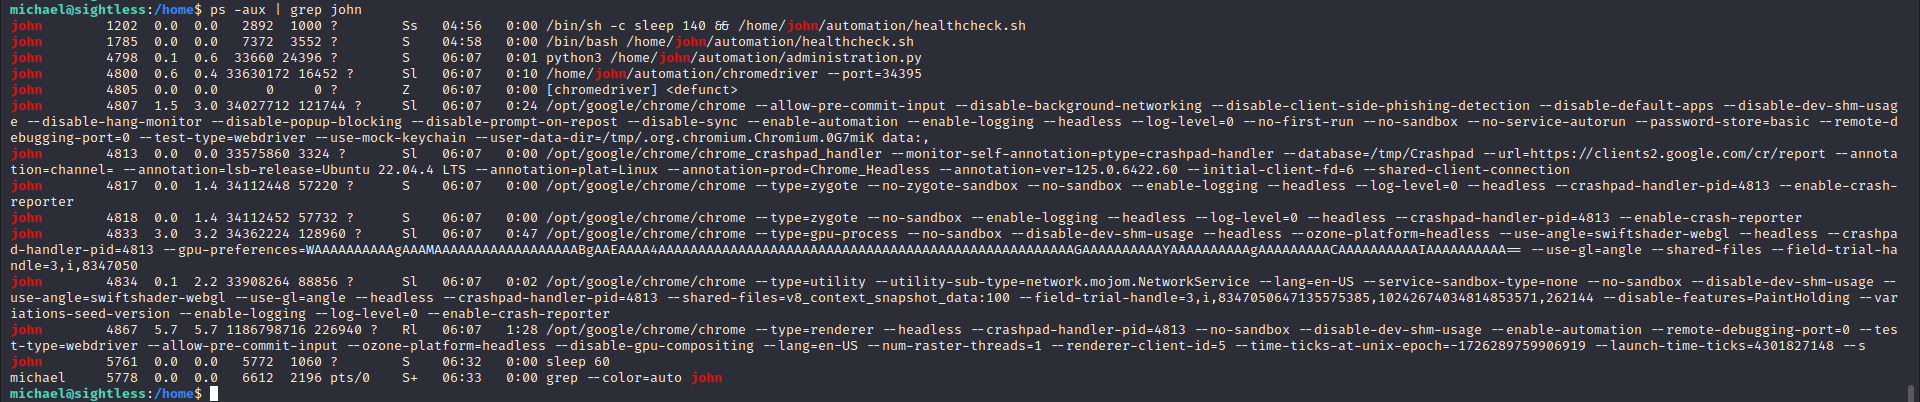 michael@sightless:/home$ ps -aux | grep john
john        1202  0.0  0.0   2892  1000 ?        Ss   04:56   0:00 /bin/sh -c sleep 140 && /home/john/automation/healthcheck.sh
john        1785  0.0  0.0   7372  3552 ?        S    04:58   0:00 /bin/bash /home/john/automation/healthcheck.sh
john        4798  0.1  0.6  33660 24396 ?        S    06:07   0:01 python3 /home/john/automation/administration.py
john        4800  0.6  0.4 33630172 16452 ?      Sl   06:07   0:10 /home/john/automation/chromedriver --port=34395
john        4805  0.0  0.0      0     0 ?        Z    06:07   0:00 [chromedriver] <defunct>
john        4807  1.5  3.0 34027712 121744 ?     Sl   06:07   0:24 /opt/google/chrome/chrome --allow-pre-commit-input --disable-background-networking --disable-client-side-phishing-detection --disable-default-apps --disable-dev-shm-usag
e --disable-hang-monitor --disable-popup-blocking --disable-prompt-on-repost --disable-sync --enable-automation --enable-logging --headless --log-level=0 --no-first-run --no-sandbox --no-service-autorun --password-store=basic --remote-d
ebugging-port=0 --test-type=webdriver --use-mock-keychain --user-data-dir=/tmp/.org.chromium.Chromium.0G7miK data:,
john        4813  0.0  0.0 33575860 3324 ?       Sl   06:07   0:00 /opt/google/chrome/chrome_crashpad_handler --monitor-self-annotation=ptype=crashpad-handler --database=/tmp/Crashpad --url=https://clients2.google.com/cr/report --annota
tion=channel= --annotation=lsb-release=Ubuntu 22.04.4 LTS --annotation=plat=Linux --annotation=prod=Chrome_Headless --annotation=ver=125.0.6422.60 --initial-client-fd=6 --shared-client-connection
john        4817  0.0  1.4 34112448 57220 ?      S    06:07   0:00 /opt/google/chrome/chrome --type=zygote --no-zygote-sandbox --no-sandbox --enable-logging --headless --log-level=0 --headless --crashpad-handler-pid=4813 --enable-crash-
reporter
john        4818  0.0  1.4 34112452 57732 ?      S    06:07   0:00 /opt/google/chrome/chrome --type=zygote --no-sandbox --enable-logging --headless --log-level=0 --headless --crashpad-handler-pid=4813 --enable-crash-reporter
john        4833  3.0  3.2 34362224 128960 ?     Sl   06:07   0:47 /opt/google/chrome/chrome --type=gpu-process --no-sandbox --disable-dev-shm-usage --headless --ozone-platform=headless --use-angle=swiftshader-webgl --headless --crashpa
d-handler-pid=4813 --use-gl=angle --shared-files --field-trial-ha
ndle=3,i,8347050
john        4834  0.1  2.2 33908264 88856 ?      Sl   06:07   0:02 /opt/google/chrome/chrome --type=utility --utility-sub-type=network.mojom.NetworkService --lang=en-US --service-sandbox-type=none --no-sandbox --disable-dev-shm-usage --
use-angle=swiftshader-webgl --use-gl=angle --headless --crashpad-handler-pid=4813 --shared-files=v8_context_snapshot_data:100 --field-trial-handle=3,i,8347050647135575385,10242674034814853571,262144 --disable-features=PaintHolding --var
iations-seed-version --enable-logging --log-level=0 --enable-crash-reporter
john        4867  5.7  5.7 1186798716 226940 ?   Rl   06:07   1:28 /opt/google/chrome/chrome --type=renderer --headless --crashpad-handler-pid=4813 --no-sandbox --disable-dev-shm-usage --enable-automation --remote-debugging-port=0 --tes
t-type=webdriver --allow-pre-commit-input --ozone-platform=headless --disable-gpu-compositing --lang=en-US --num-raster-threads=1 --renderer-client-id=5 --time-ticks-at-unix-epoch=-1726289759906919 --launch-time-ticks=4301827148 --s
john        5761  0.0  0.0   5772  1060 ?        S    06:32   0:00 sleep 60
michael     5778  0.0  0.0   6612  2196 pts/0    S+   06:33   0:00 grep --color=auto john
michael@sightless:/home$